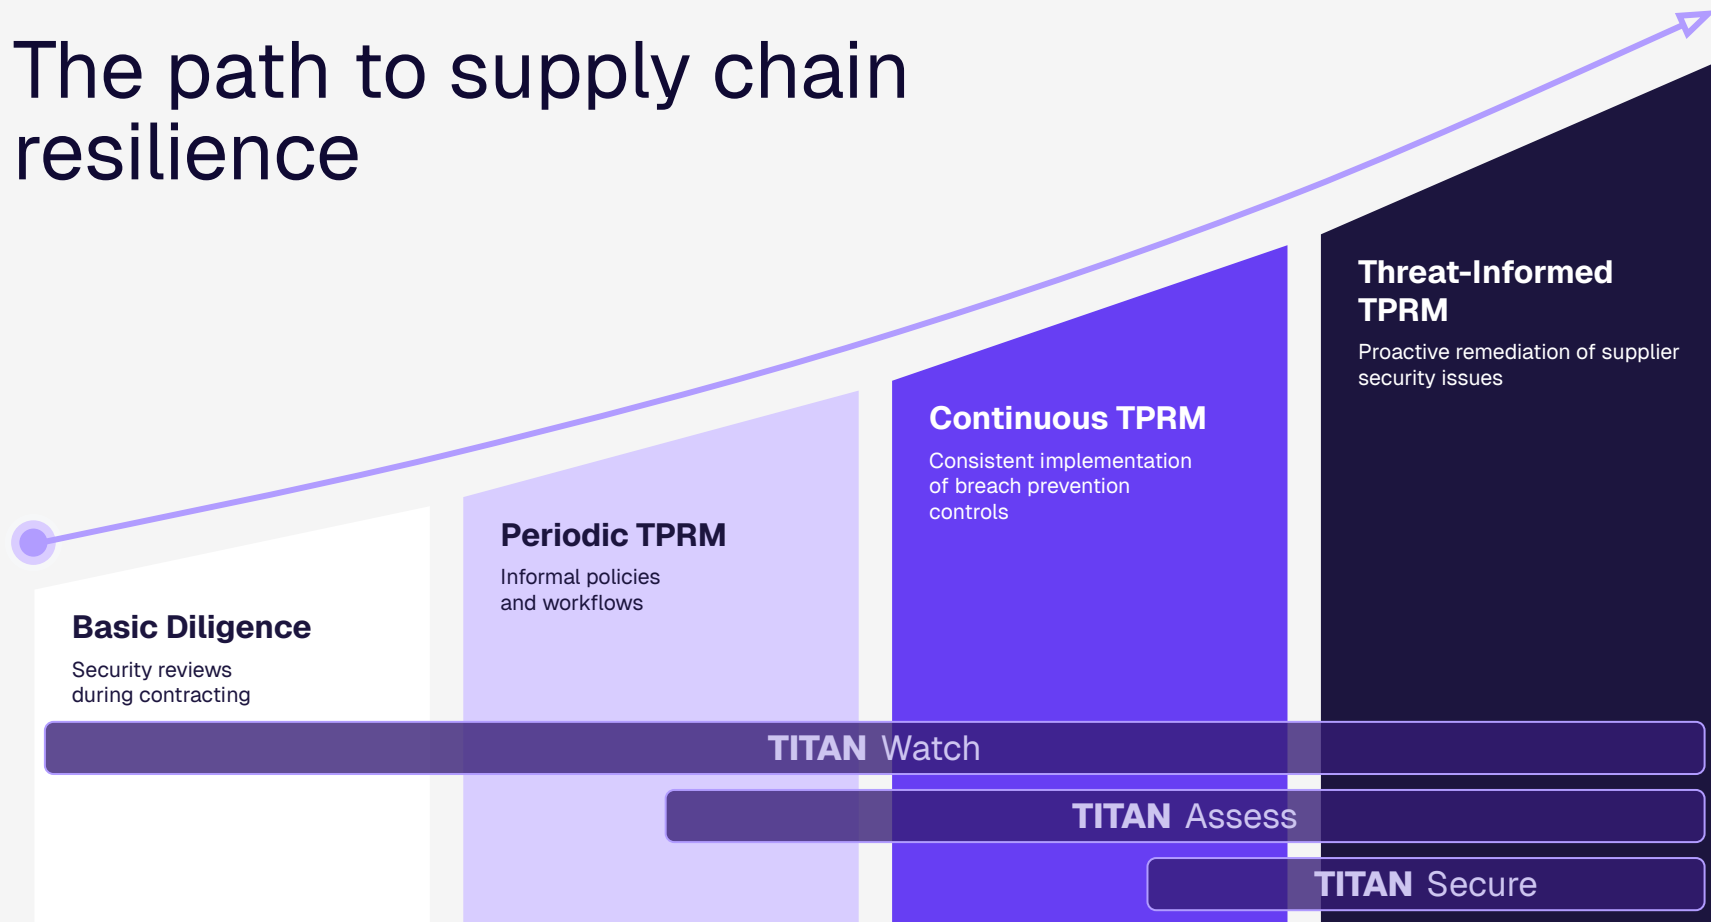 The path to supply chain
resilience
Basic Diligence
Security reviews
during contracting
Periodic TPRM
Informal policies
and workflows
Continuous TPRM
Consistent implementation
of breach prevention
controls
Threat-Informed
TPRM
Proactive remediation of supplier
security issues
TITAN Watch
TITAN Assess
TITAN Secure